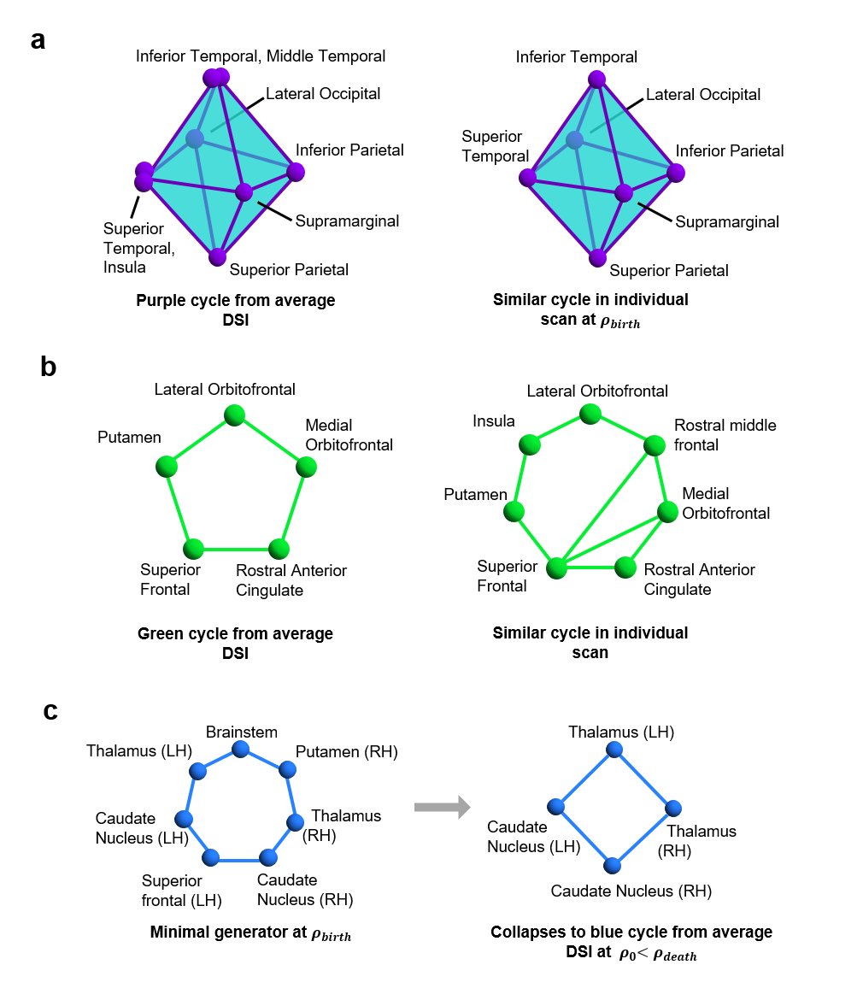 a
Inferior Temporal, Middle Temporal
Lateral Occipital
Inferior Parietal
Supramarginal
Superior
Temporal,
Insula
Superior Parietal
Purple cycle from average
DSI
Inferior Temporal
Lateral Occipital
Superior
Temporal
Inferior Parietal
Supramarginal
Superior Parietal
Similar cycle in individual
scan at ρbirth
b
Lateral Orbitofrontal
Putamen
Medial
Orbitofrontal
Superior
Frontal
Rostral Anterior
Cingulate
Green cycle from average
DSI
Lateral Orbitofrontal
Insula
Rostral middle
frontal
Putamen
Medial
Orbitofrontal
Superior
Frontal
Rostral Anterior
Cingulate
Similar cycle in individual
scan
c
Brainstem
Thalamus (LH)
Putamen (RH)
Caudate
Nucleus (LH)
Thalamus
(RH)
Superior
frontal (LH)
Caudate
Nucleus (RH)
Minimal generator at ρbirth
Thalamus (LH)
Caudate
Nucleus (LH)
Thalamus
(RH)
Caudate Nucleus (RH)
Collapses to blue cycle from average
DSI at ρ0< ρdeath